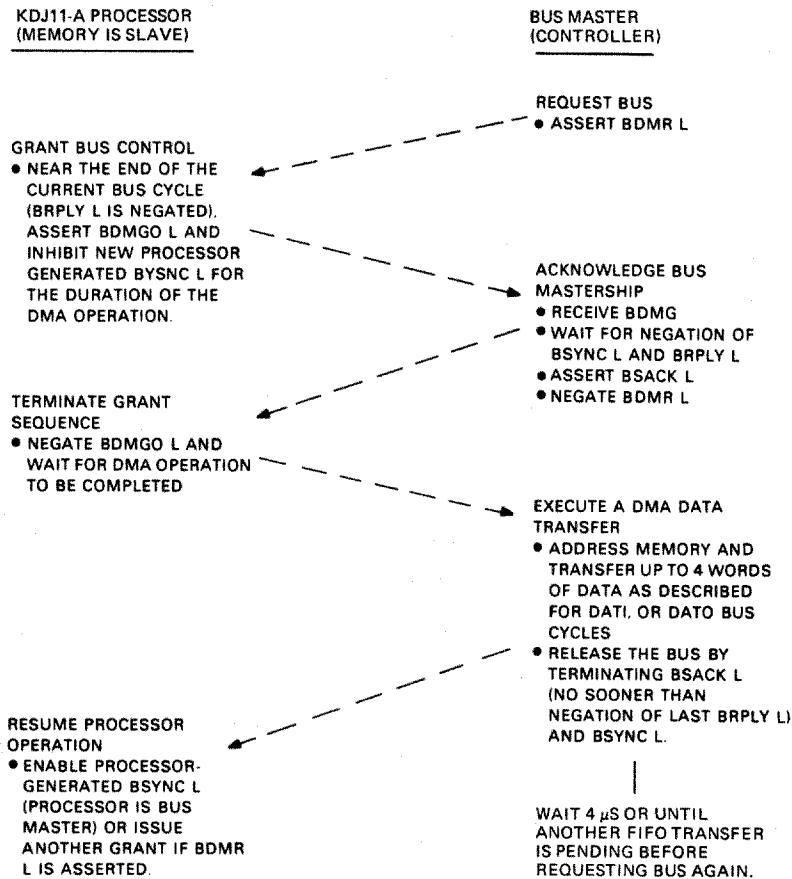 KDJ11-A PROCESSOR
(MEMORY IS SLAVE)
BUS MASTER
(CONTROLLER)
REQUEST BUS
• ASSERT BDMR L
GRANT BUS CONTROL
• NEAR THE END OF THE
CURRENT BUS CYCLE
(BRPLY L IS NEGATED),
ASSERT BDMGO L AND
INHIBIT NEW PROCESSOR
GENERATED BYSNC L FOR
THE DURATION OF THE
DMA OPERATION.
ACKNOWLEDGE BUS
MASTERSHIP
• RECEIVE BDMG
• WAIT FOR NEGATION OF
BSYNC L AND BRPLY L
• ASSERT BSACK L
• NEGATE BDMR L
TERMINATE GRANT
SEQUENCE
• NEGATE BDMGO L AND
WAIT FOR DMA OPERATION
TO BE COMPLETED
EXECUTE A DMA DATA
TRANSFER
• ADDRESS MEMORY AND
TRANSFER UP TO 4 WORDS
OF DATA AS DESCRIBED
FOR DATI, OR DATO BUS
CYCLES
• RELEASE THE BUS BY
TERMINATING BSACK L
(NO SOONER THAN
NEGATION OF LAST BRPLY L)
AND BSYNC L.
RESUME PROCESSOR
OPERATION
• ENABLE PROCESSOR-
GENERATED BSYNC L
(PROCESSOR IS BUS
MASTER) OR ISSUE
ANOTHER GRANT IF BDMR
L IS ASSERTED.
WAIT 4 µS OR UNTIL
ANOTHER FIFO TRANSFER
IS PENDING BEFORE
REQUESTING BUS AGAIN.